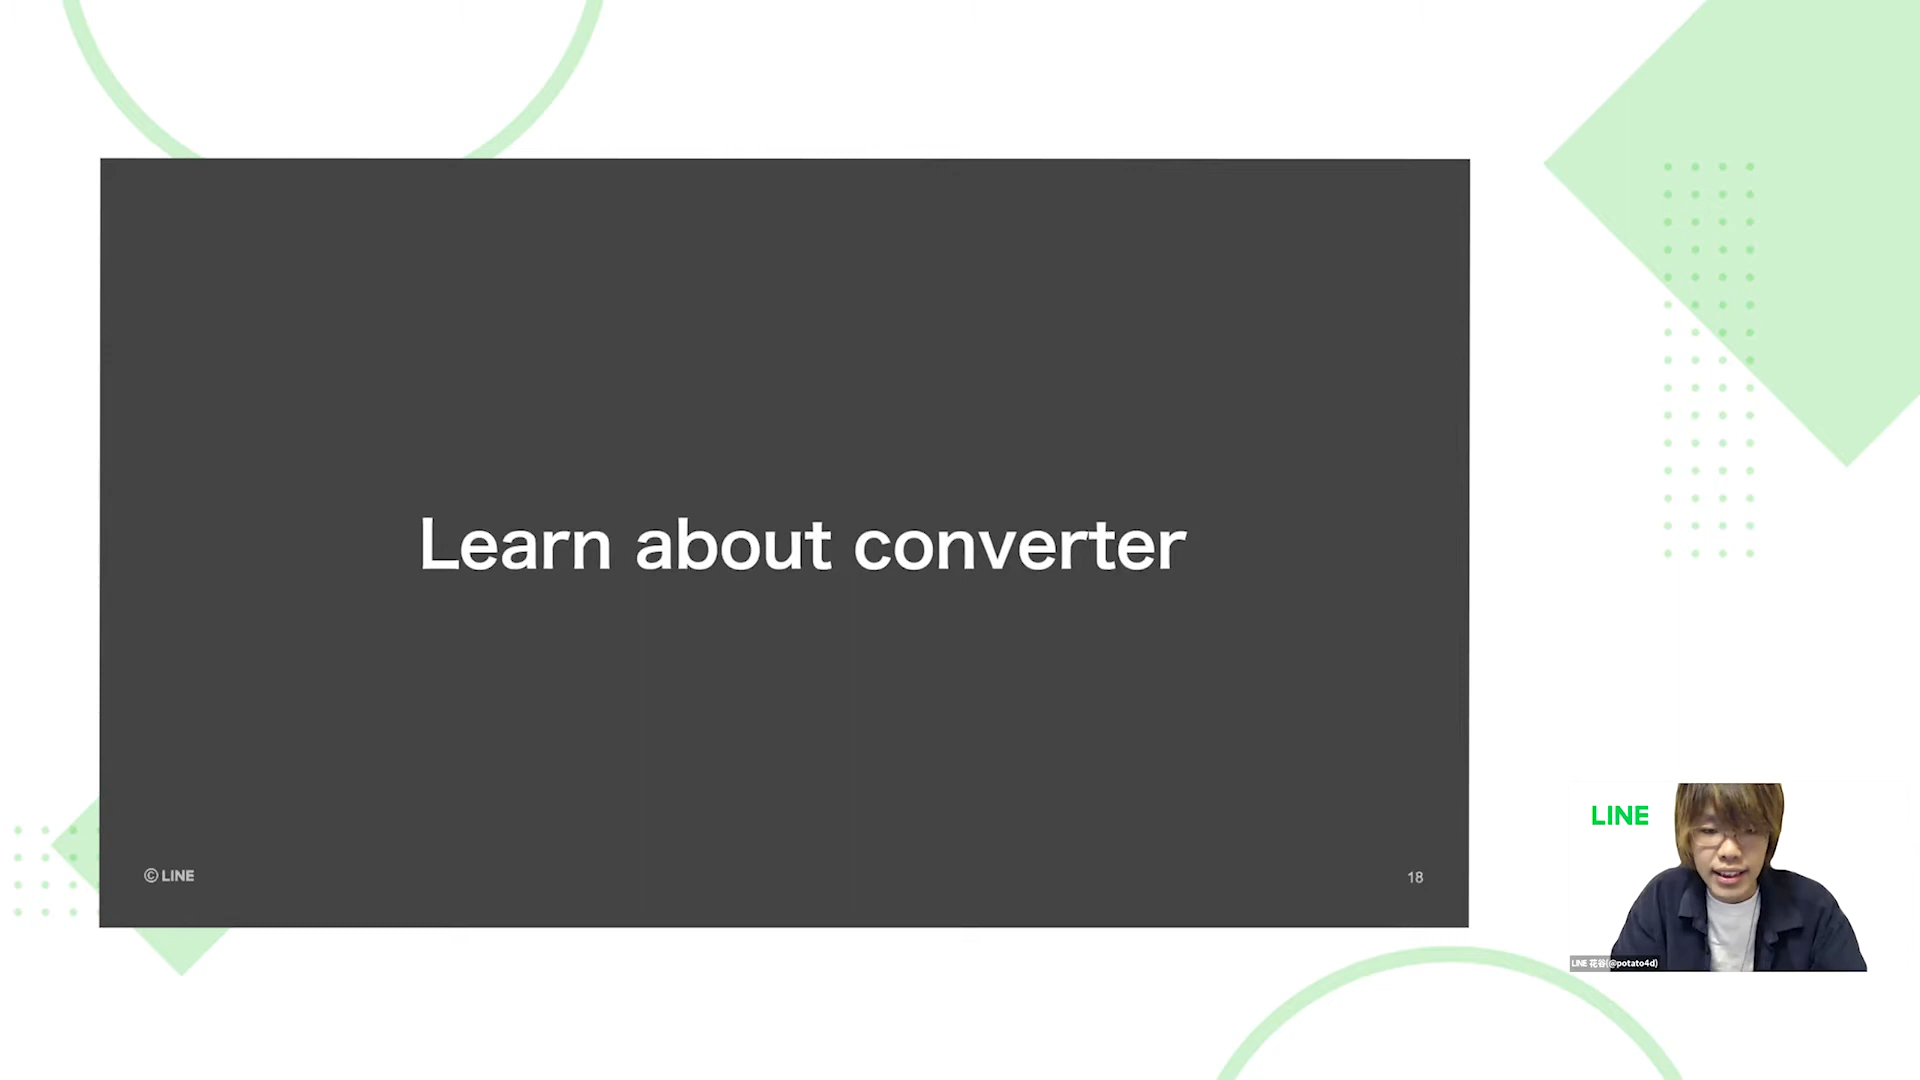 Learn about converter
© LINE
18
LINE
LINE 花谷(@potato4d)